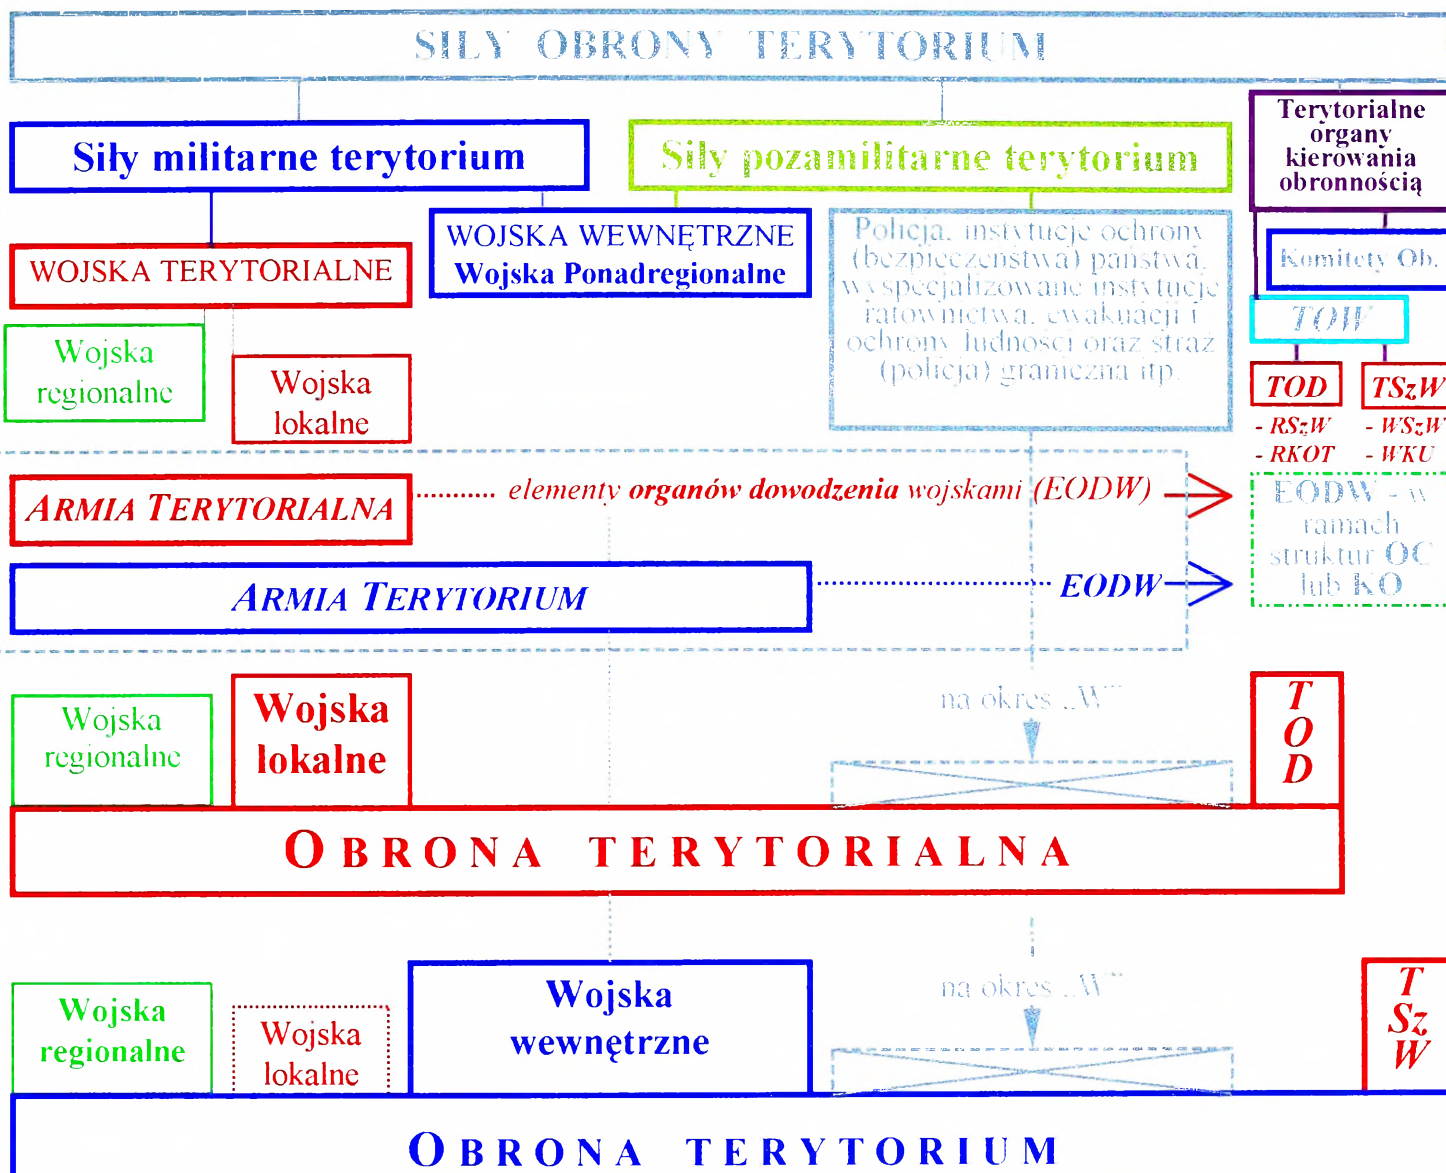 SIŁY OBRONY TERYTORIUM
Siły militarne terytorium
Siły pozamilitarne terytorium
Terytorialne
organy
kierowania
obronnością
WOJSKA TERYTORIALNE
WOJSKA WEWNĘTRZNE
Wojska Ponadregionalne
Policja, instytucje ochrony
(bezpieczeństwa) państwa,
wyspecjalizowane instytucje
ratownictwa, ewakuacji i
ochrony ludności oraz straż
(policja) graniczna itp.
Komitety Ob.
TOW
Wojska
regionalne
Wojska
lokalne
TOD
TSzW
- RSzW
- RKOT
- WSzW
- WKU
ARMIA TERYTORIALNA
elementy organów dowodzenia wojskami (EODW)
EODW - w
ramach
struktur OC
lub KO
ARMIA TERYTORIUM
EODW
Wojska
regionalne
Wojska
lokalne
na okres „W"
T
O
D
OBRONA TERYTORIALNA
Wojska
regionalne
Wojska
lokalne
Wojska
wewnętrzne
na okres „W"
T
Sz
W
OBRONA TERYTORIUM